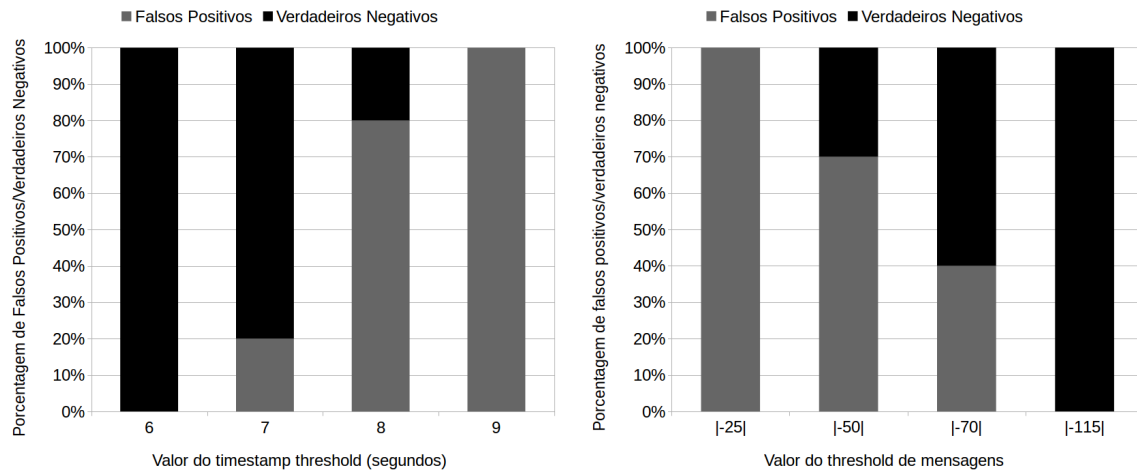 Falsos Positivos Verdadeiros Negativos
Porcentagem de Falsos Positivos/Verdadeiros Negativos
100%
90%
80%
70%
60%
50%
40%
30%
20%
10%
0%
6 7 8 9
Valor do timestamp threshold (segundos)
Falsos Positivos Verdadeiros Negativos
Porcentagem de falsos positivos/verdadeiros negativos
100%
90%
80%
70%
60%
50%
40%
30%
20%
10%
0%
|-25| |-50| |-70| |-115|
Valor do threshold de mensagens